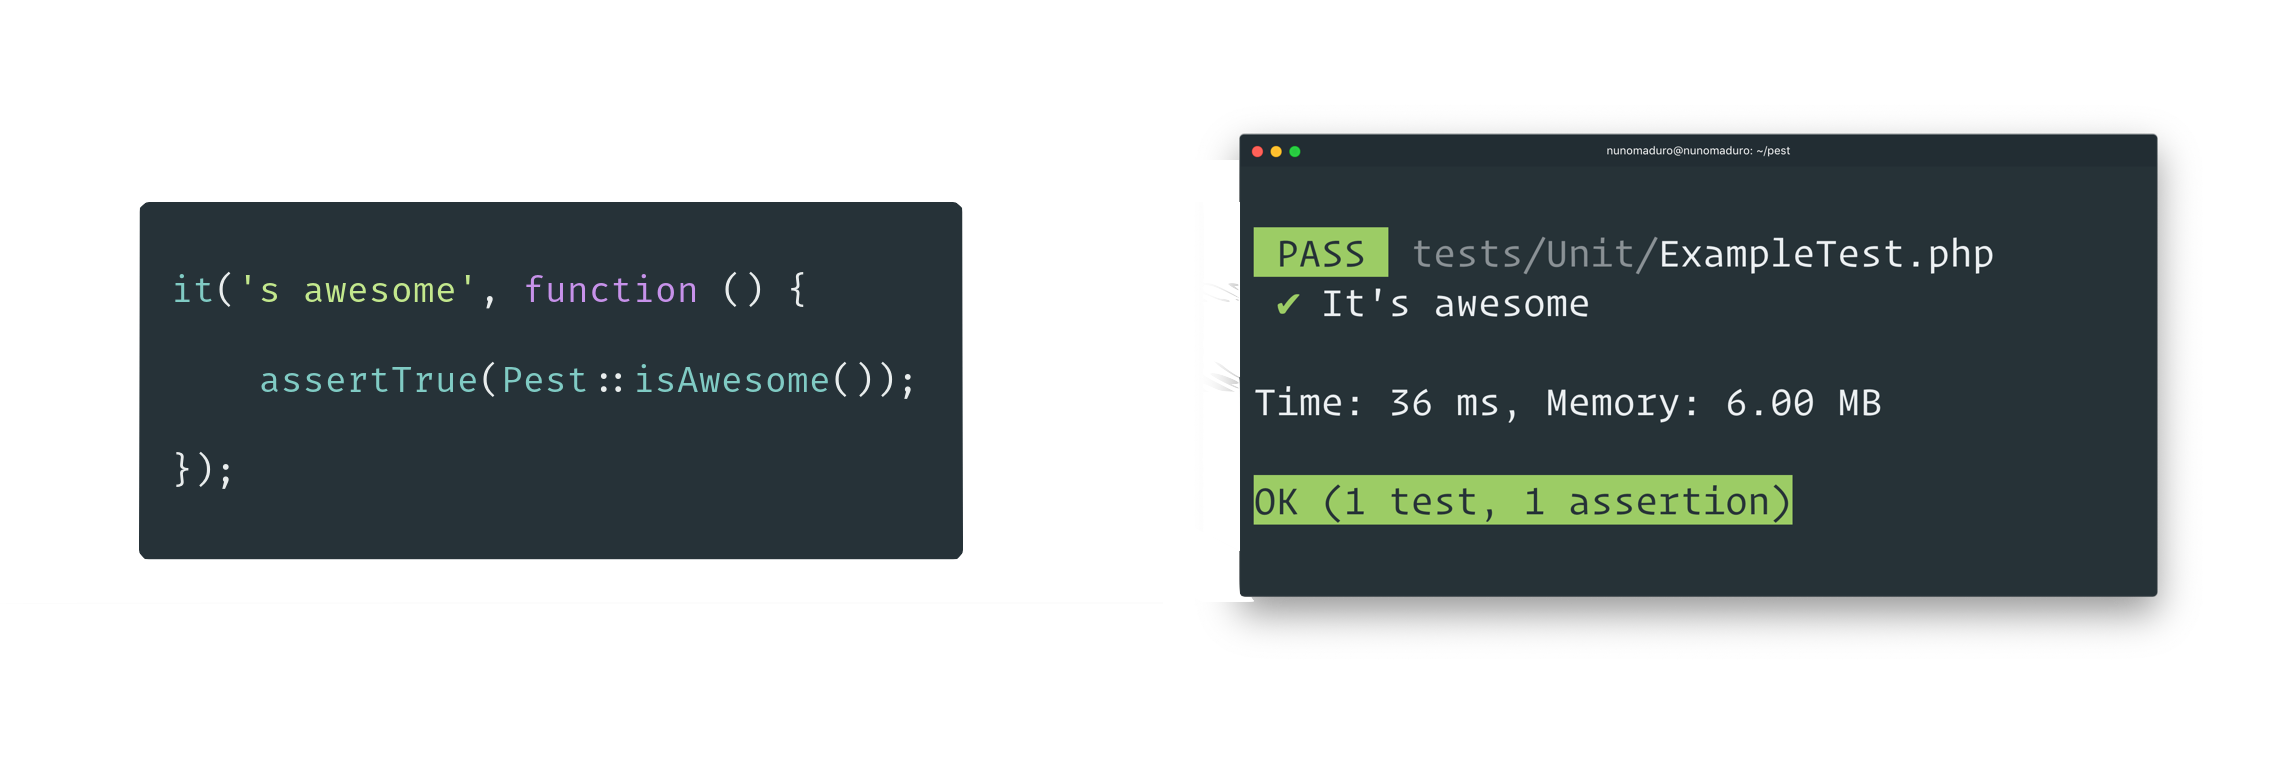 it('s awesome', function () {
    assertTrue(Pest::isAwesome());
});
nunomaduro@nunomaduro: ~/pest
PASS tests/Unit/ExampleTest.php
✔ It's awesome
Time: 36 ms, Memory: 6.00 MB
OK (1 test, 1 assertion)